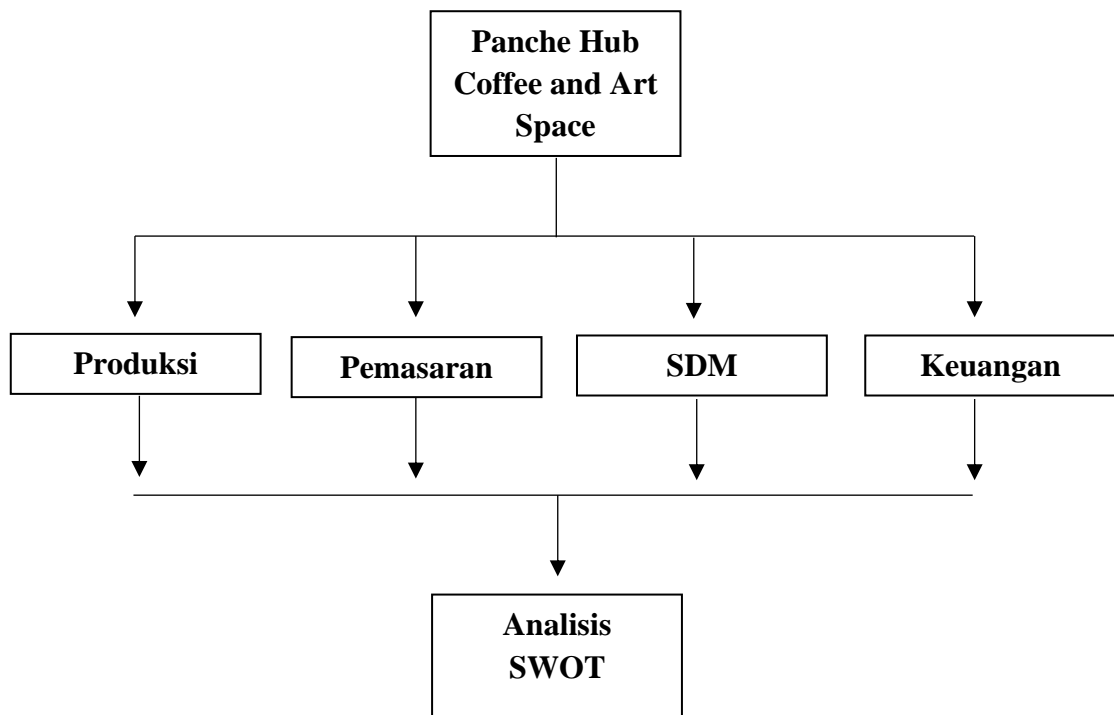 Panche Hub
Coffee and Art
Space
Produksi
Pemasaran
SDM
Keuangan
Analisis
SWOT